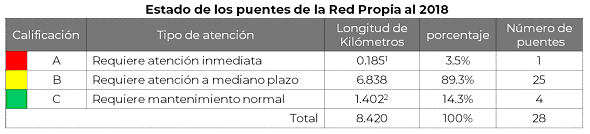 Estado de los puentes de la Red Propia al 2018
Calificación Tipo de atención Longitud de Kilómetros porcentaje Número de puentes
A Requiere atención inmediata 0.185¹ 3.5% 1
B Requiere atención a mediano plazo 6.838 89.3% 25
C Requiere mantenimiento normal 1.402² 14.3% 4
Total 8.420 100% 28